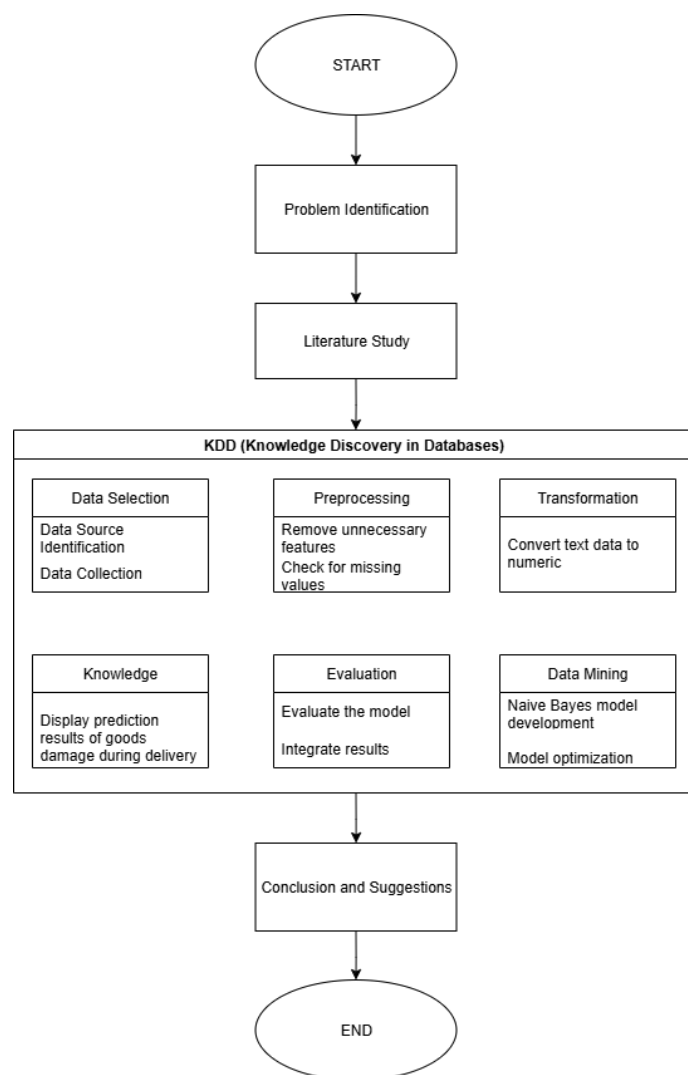 START
Problem Identification
Literature Study
KDD (Knowledge Discovery in Databases)
Data Selection
Data Source
Identification
Data Collection
Preprocessing
Remove unnecessary
features
Check for missing
values
Transformation
Convert text data to
numeric
Knowledge
Display prediction
results of goods
damage during delivery
Evaluation
Evaluate the model
Integrate results
Data Mining
Naive Bayes model
development
Model optimization
Conclusion and Suggestions
END